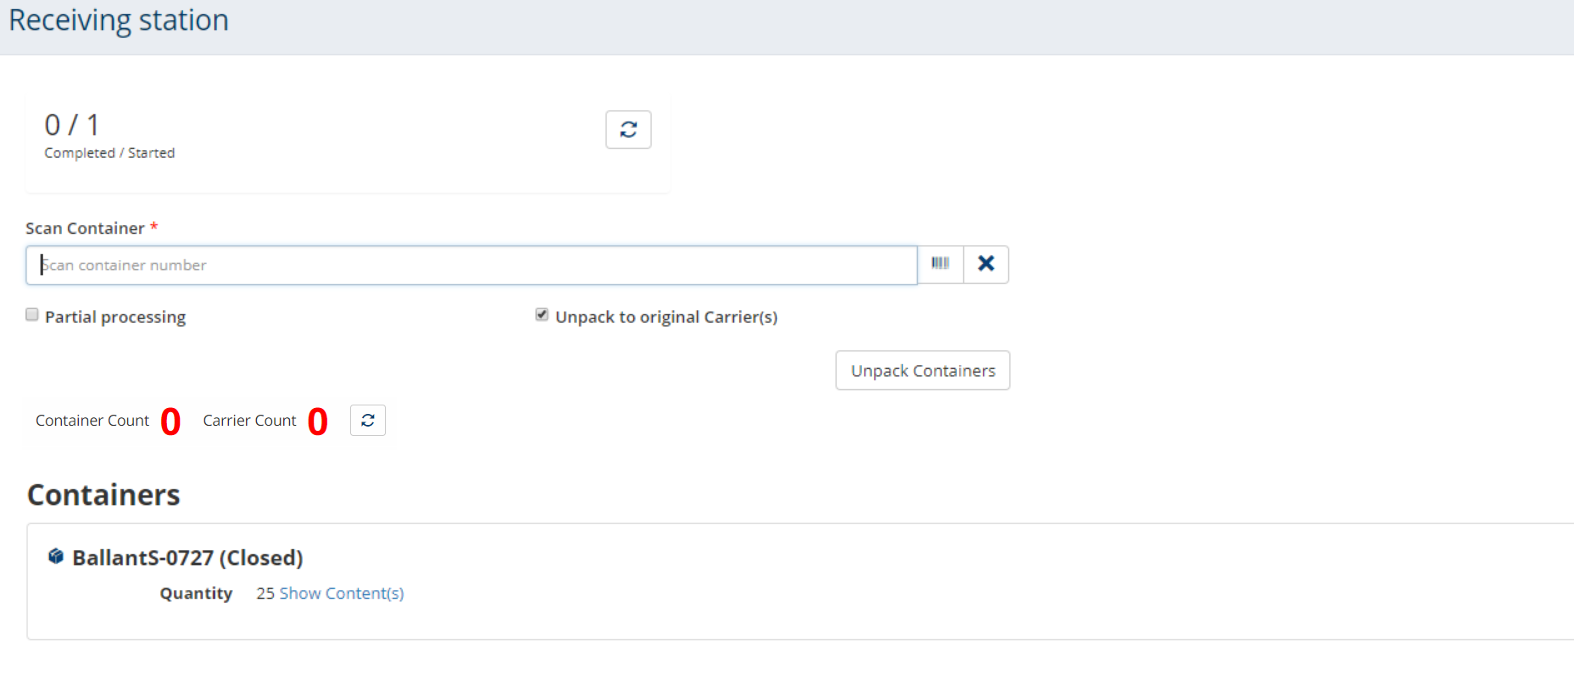 Receiving station
0 / 1
Completed / Started
Scan Container *
Scan container number
Partial processing
Unpack to original Carrier(s)
Unpack Containers
Container Count 0 Carrier Count 0
Containers
BallantS-0727 (Closed)
Quantity 25 Show Content(s)